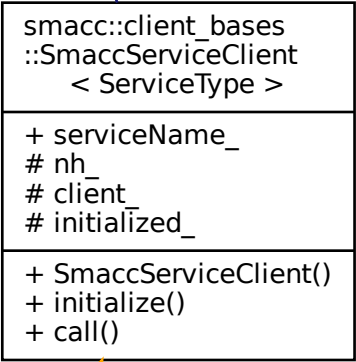 smacc::client_bases
::SmaccServiceClient
< ServiceType >
+ serviceName_
# nh_
# client_
# initialized_
+ SmaccServiceClient()
+ initialize()
+ call()